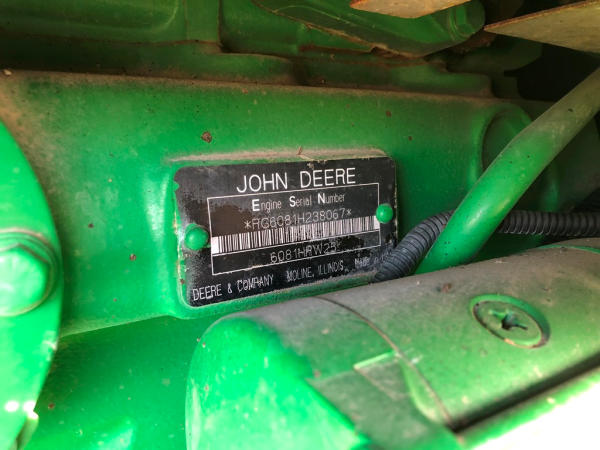 JOHN DEERE
Engine Serial Number
*RG6081H238067*
6081HRW25
DEERE & COMPANY MOLINE, ILLINOIS,